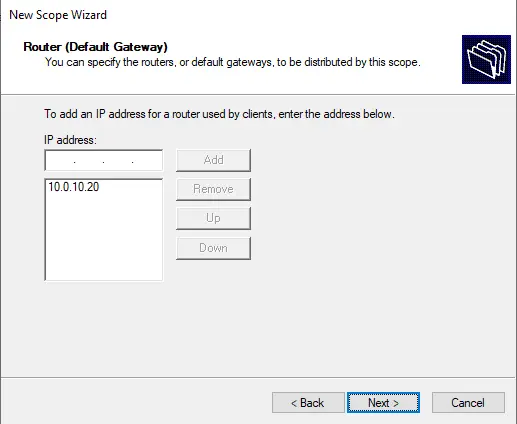 New Scope Wizard
Router (Default Gateway)
You can specify the routers, or default gateways, to be distributed by this scope.
To add an IP address for a router used by clients, enter the address below.
IP address:
. . .
Add
10.0.10.20
Remove
Up
Down
< Back
Next >
Cancel